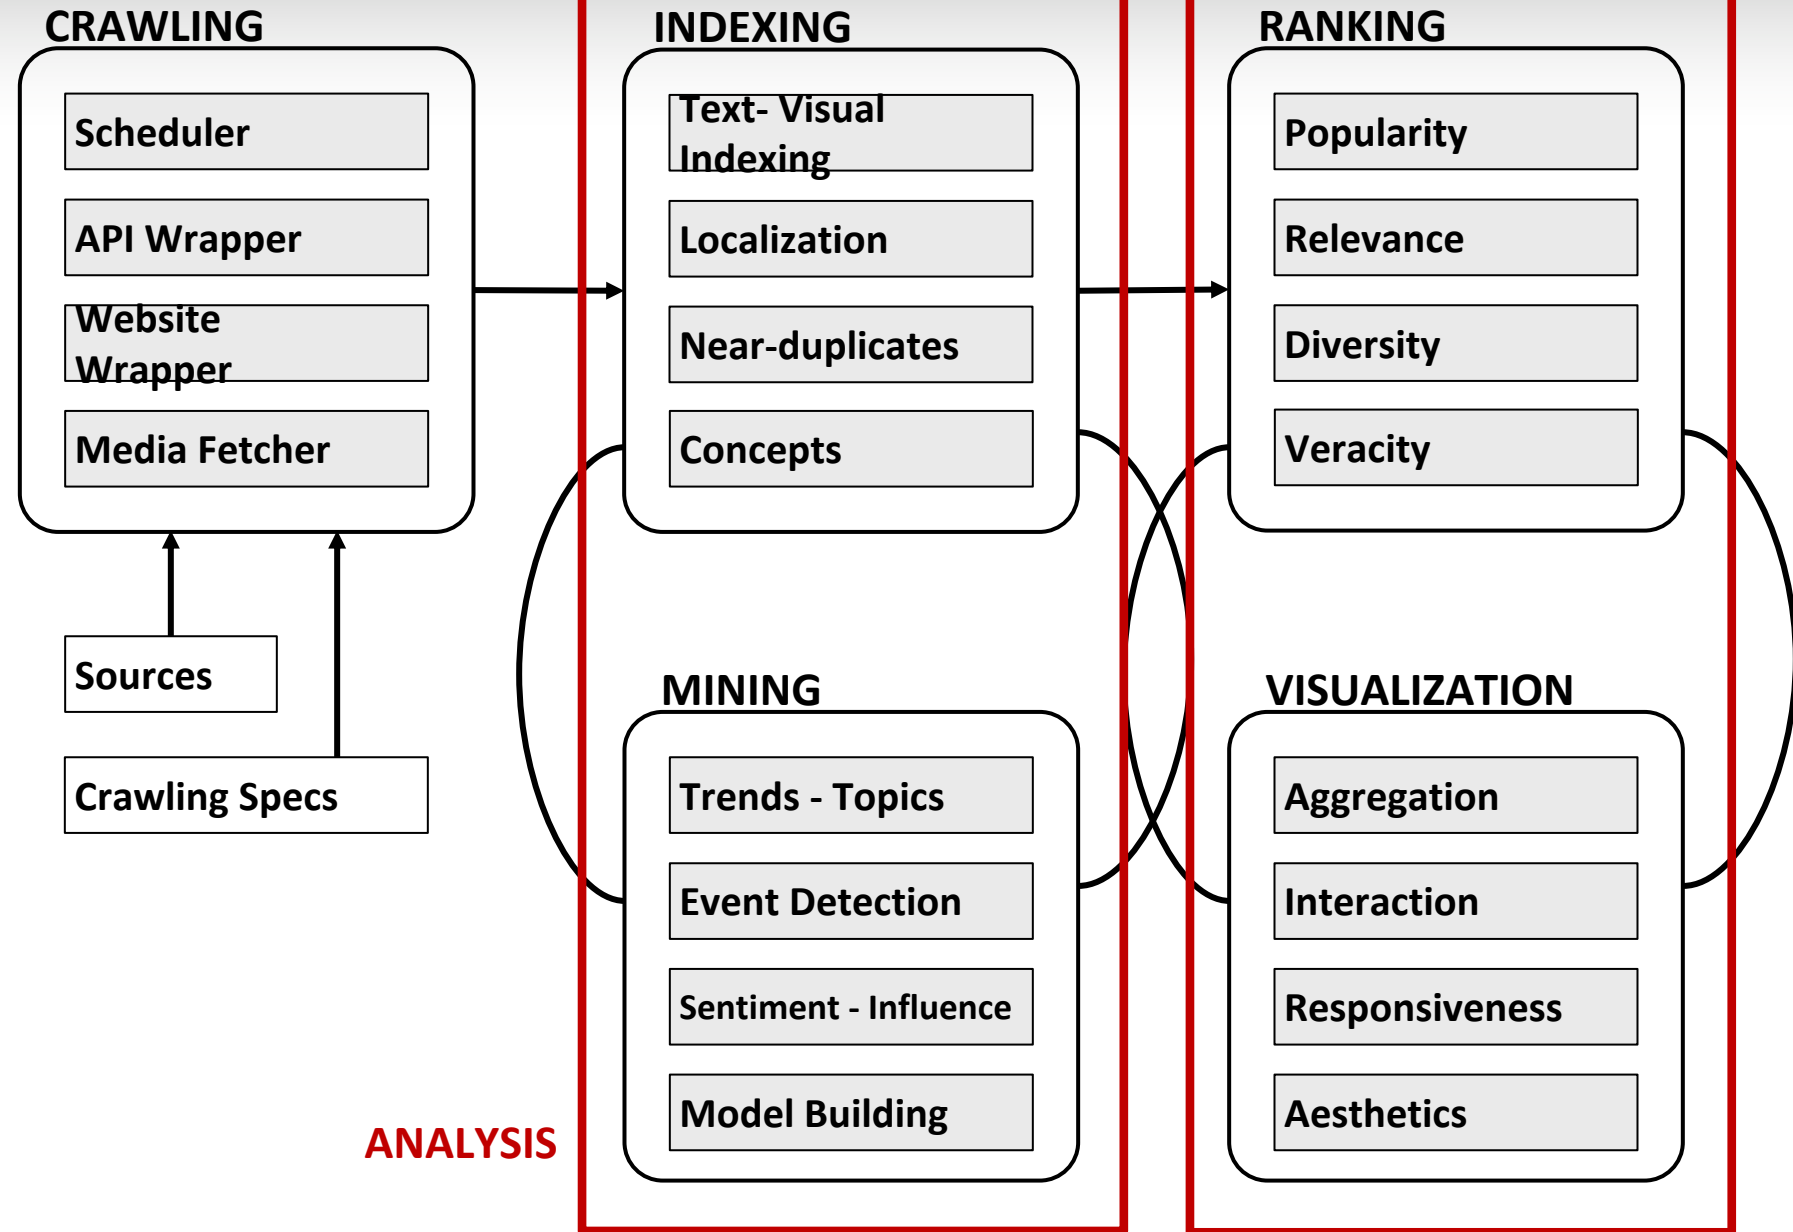 CRAWLING
Scheduler
API Wrapper
Website
Wrapper
Media Fetcher
Sources
Crawling Specs
INDEXING
Text- Visual
Indexing
Localization
Near-duplicates
Concepts
MINING
Trends - Topics
Event Detection
Sentiment - Influence
Model Building
ANALYSIS
RANKING
Popularity
Relevance
Diversity
Veracity
VISUALIZATION
Aggregation
Interaction
Responsiveness
Aesthetics